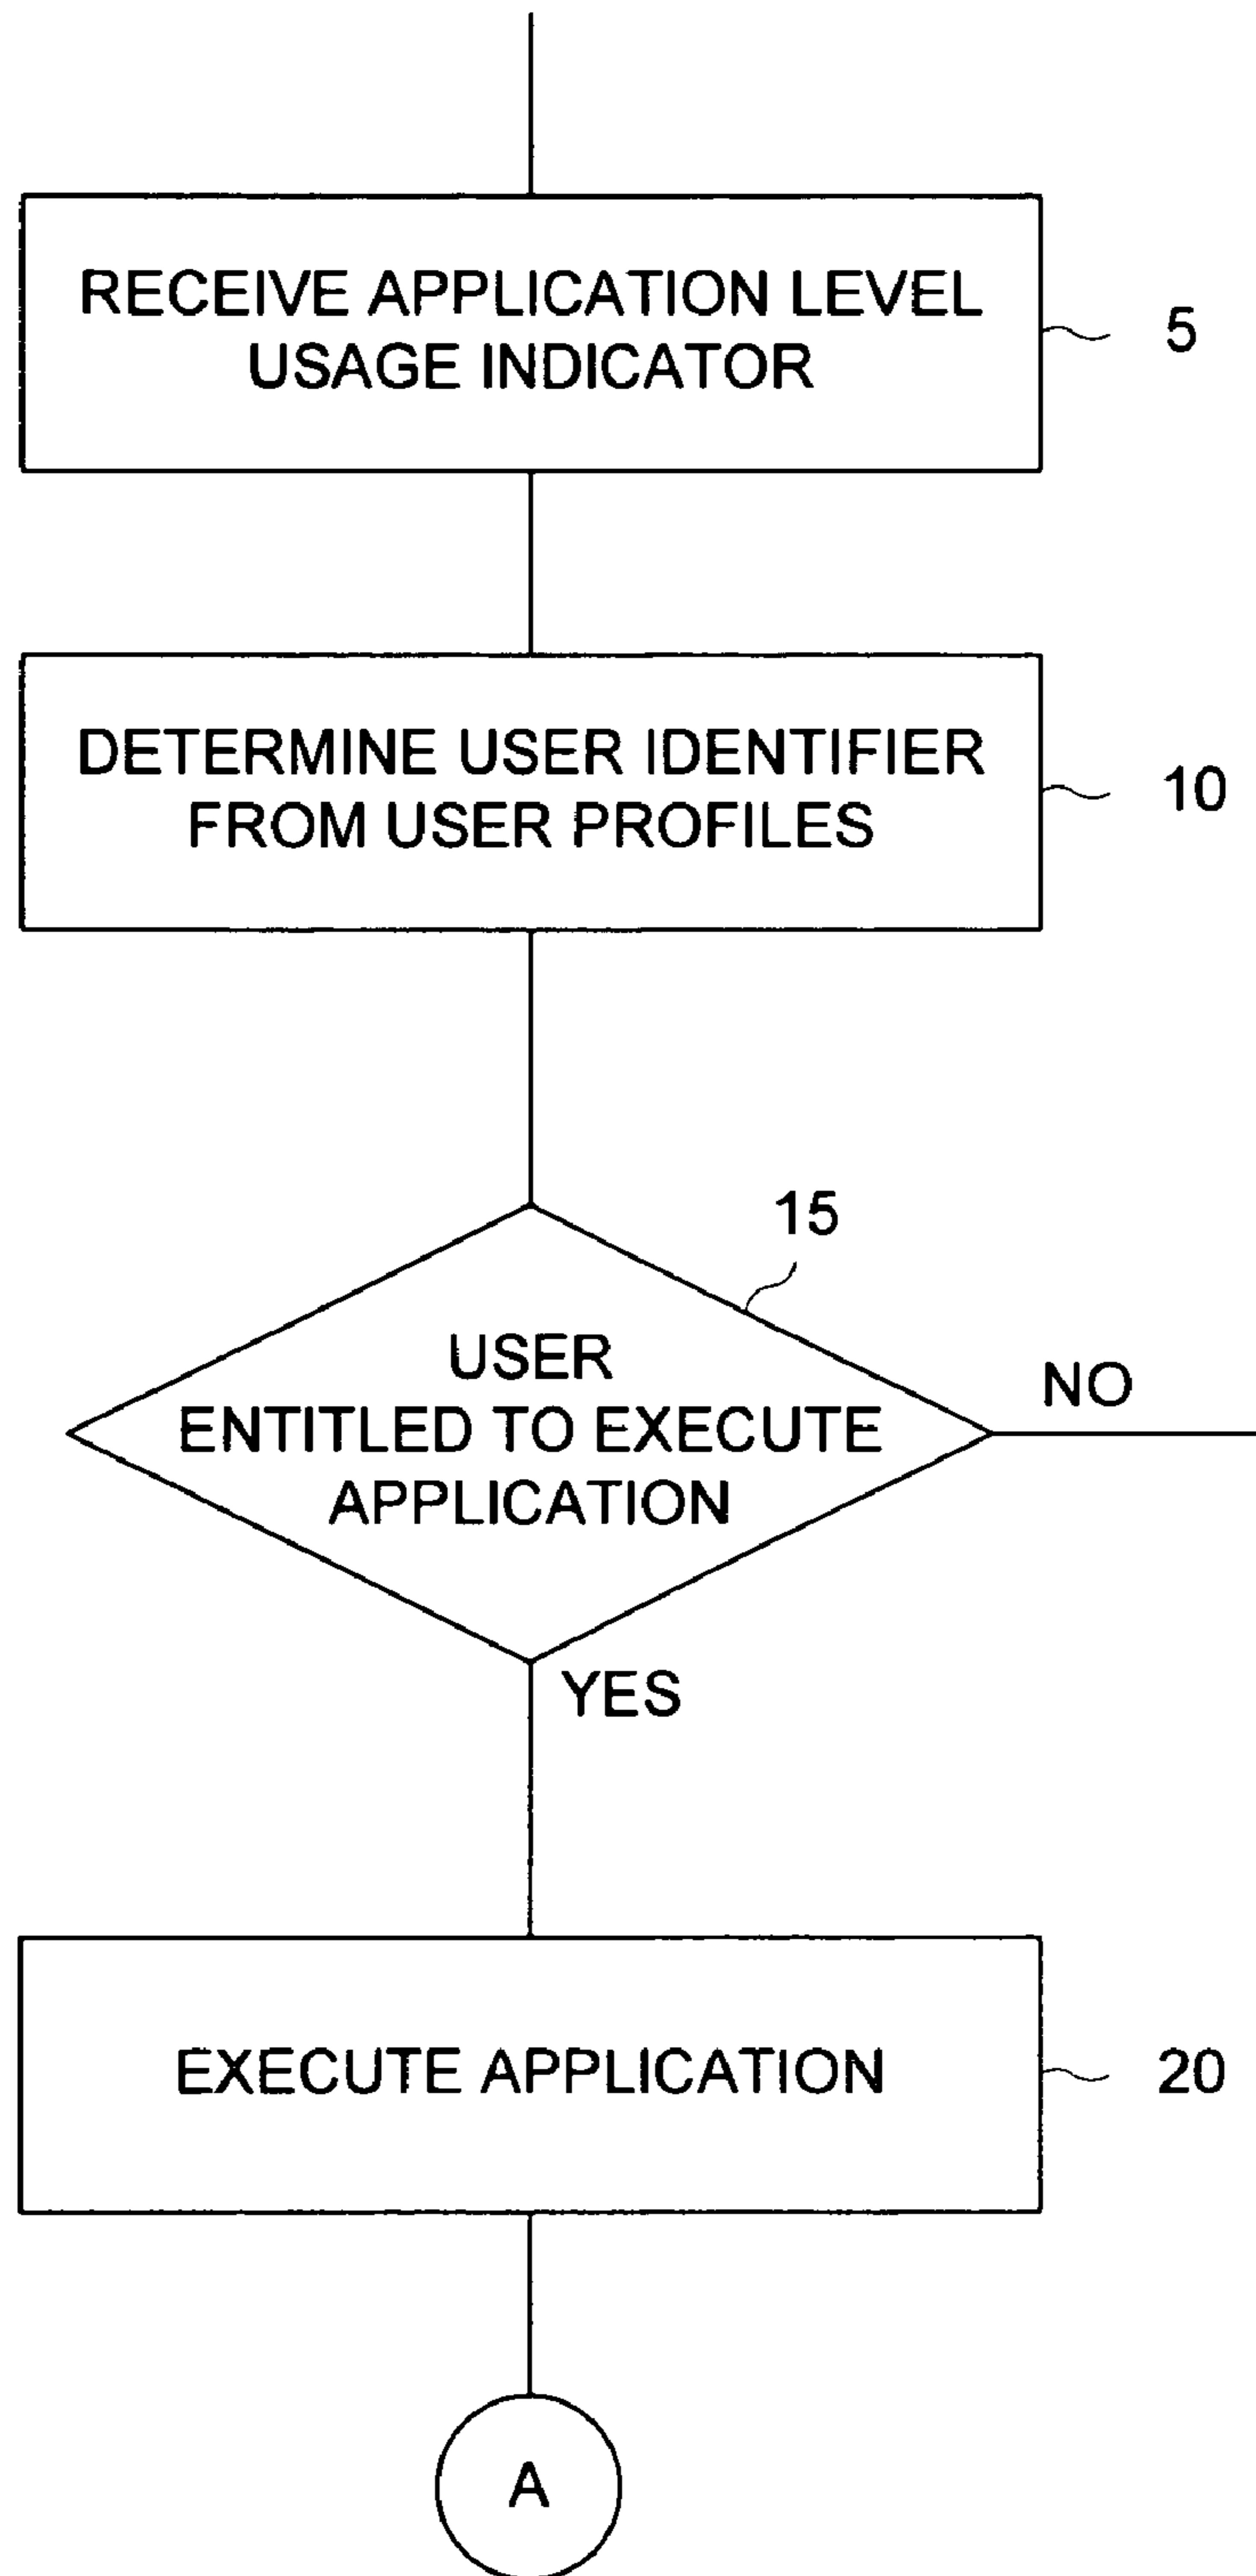 RECEIVE APPLICATION LEVEL
USAGE INDICATOR
5
DETERMINE USER IDENTIFIER
FROM USER PROFILES
10
15
USER
ENTITLED TO EXECUTE
APPLICATION
NO
YES
EXECUTE APPLICATION
20
A